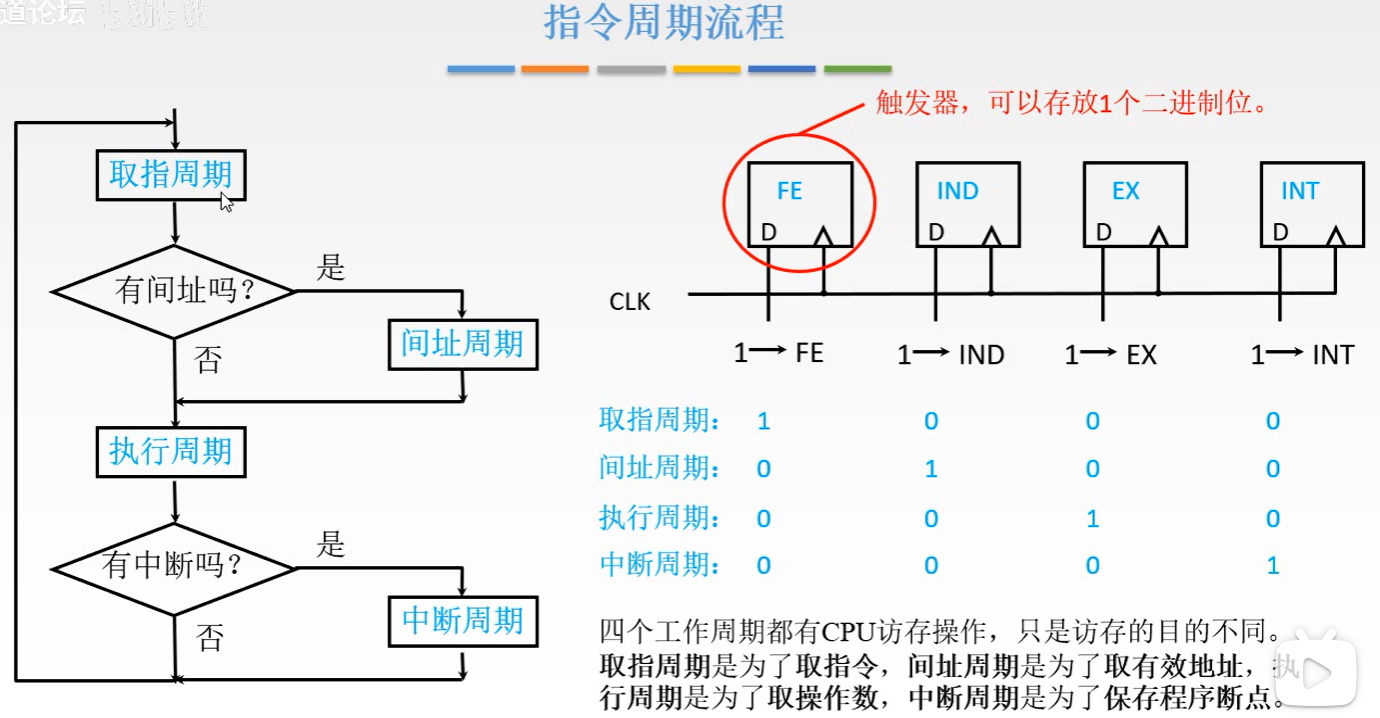 道论坛
指令周期流程
触发器，可以存放1个二进制位。
取指周期
有间址吗？
是
间址周期
否
执行周期
有中断吗？
是
中断周期
否
FE IND EX INT
D D D D
CLK
1→ FE 1→ IND 1→ EX 1→ INT
取指周期： 1 0 0 0
间址周期： 0 1 0 0
执行周期： 0 0 1 0
中断周期： 0 0 0 1
四个工作周期都有CPU访存操作，只是访存的目的不同。
取指周期是为了取指令，间址周期是为了取有效地址，执
行周期是为了取操作数，中断周期是为了保存程序断点。